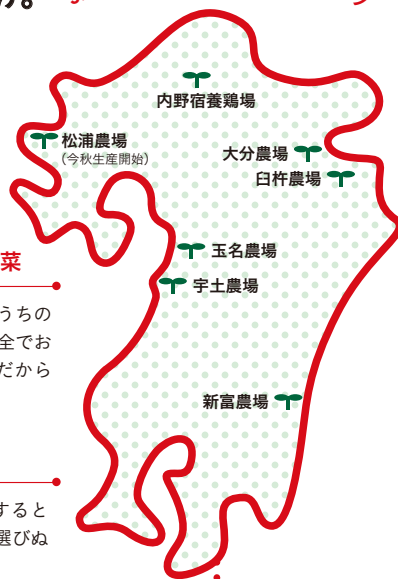 内野宿養鶏場
松浦農場
（今秋生産開始）
大分農場
臼杵農場
玉名農場
菜
宇土農場
うちの
全でお
だから
新富農場
すると
選びぬ